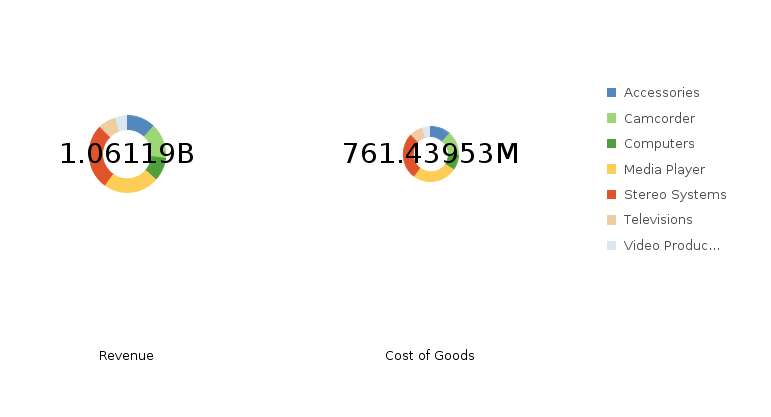 1.06119B
761.43953M
Accessories
Camcorder
Computers
Media Player
Stereo Systems
Televisions
Video Produc...
Revenue
Cost of Goods